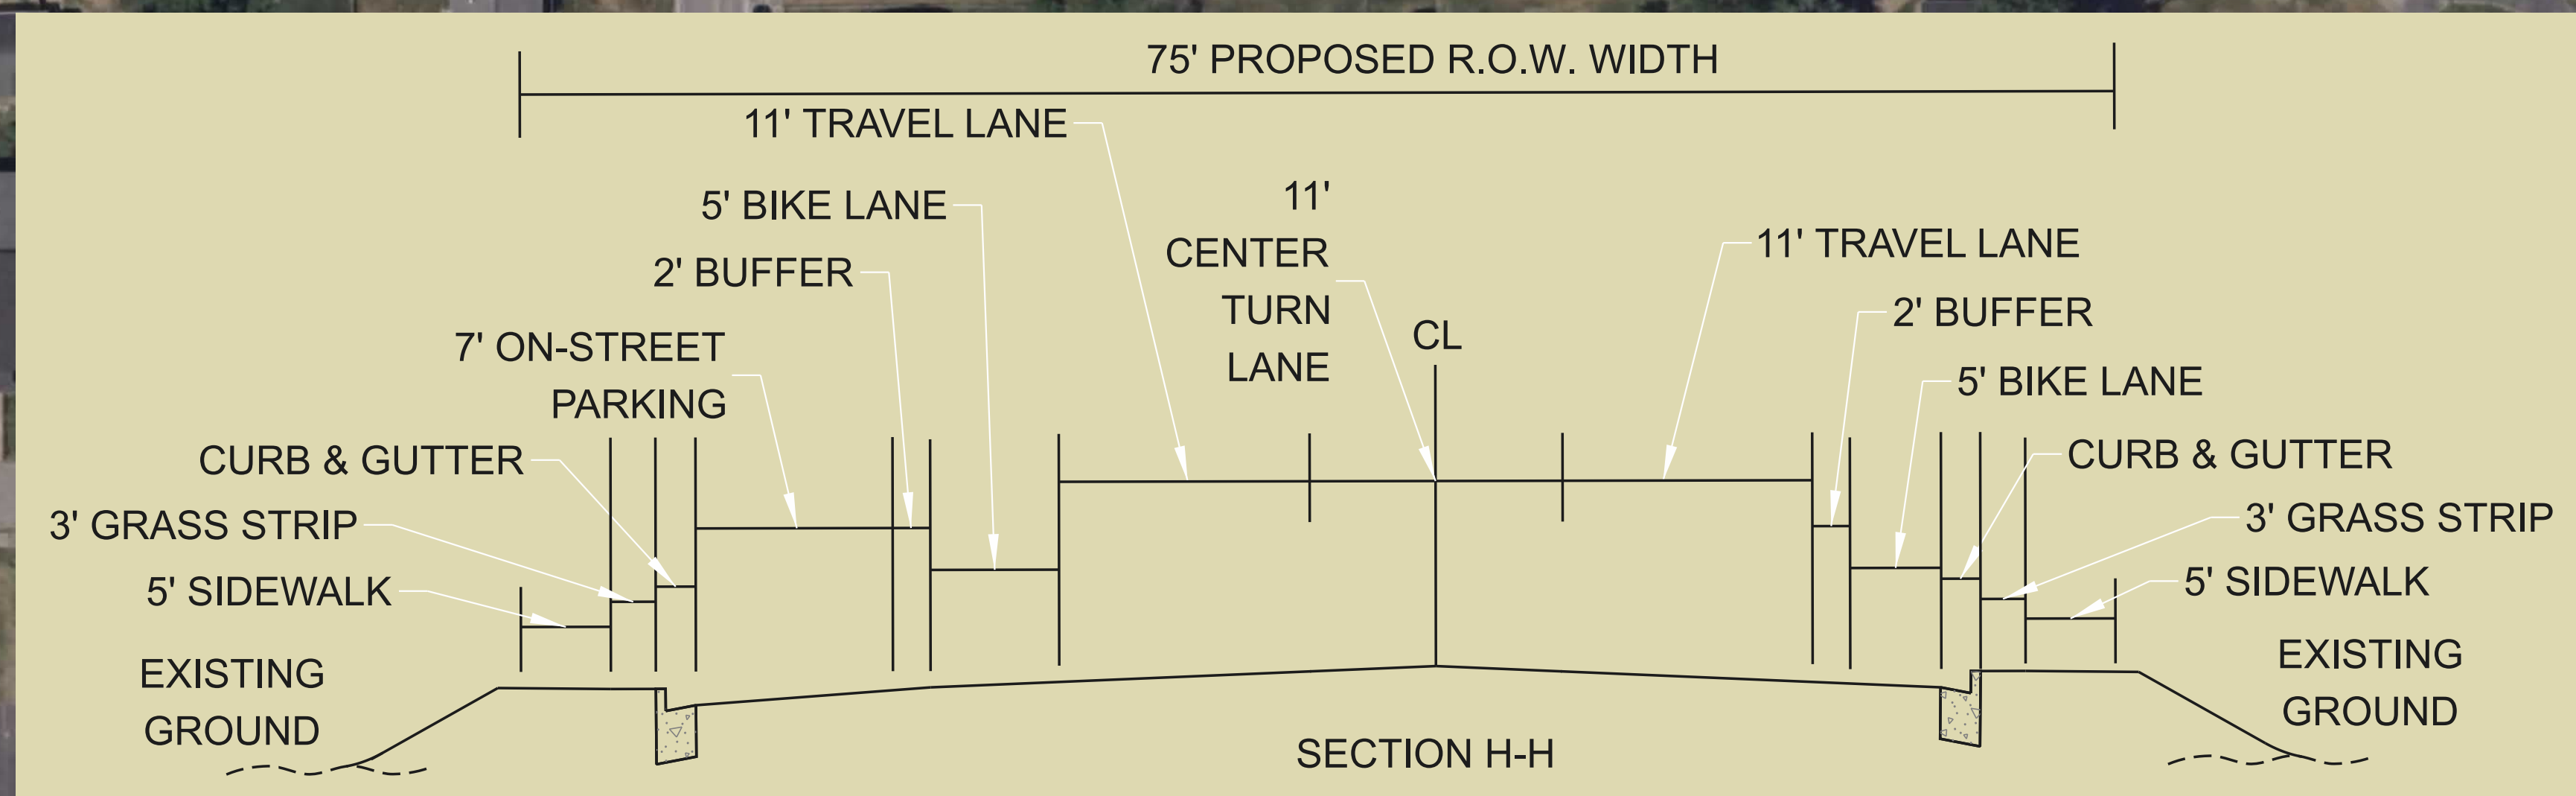 75' PROPOSED R.O.W. WIDTH
11' TRAVEL LANE
5' BIKE LANE
2' BUFFER
7' ON-STREET
PARKING
CURB & GUTTER
3' GRASS STRIP
5' SIDEWALK
EXISTING
GROUND
11'
CENTER
TURN
LANE
CL
11' TRAVEL LANE
2' BUFFER
5' BIKE LANE
CURB & GUTTER
3' GRASS STRIP
5' SIDEWALK
EXISTING
GROUND
SECTION H-H